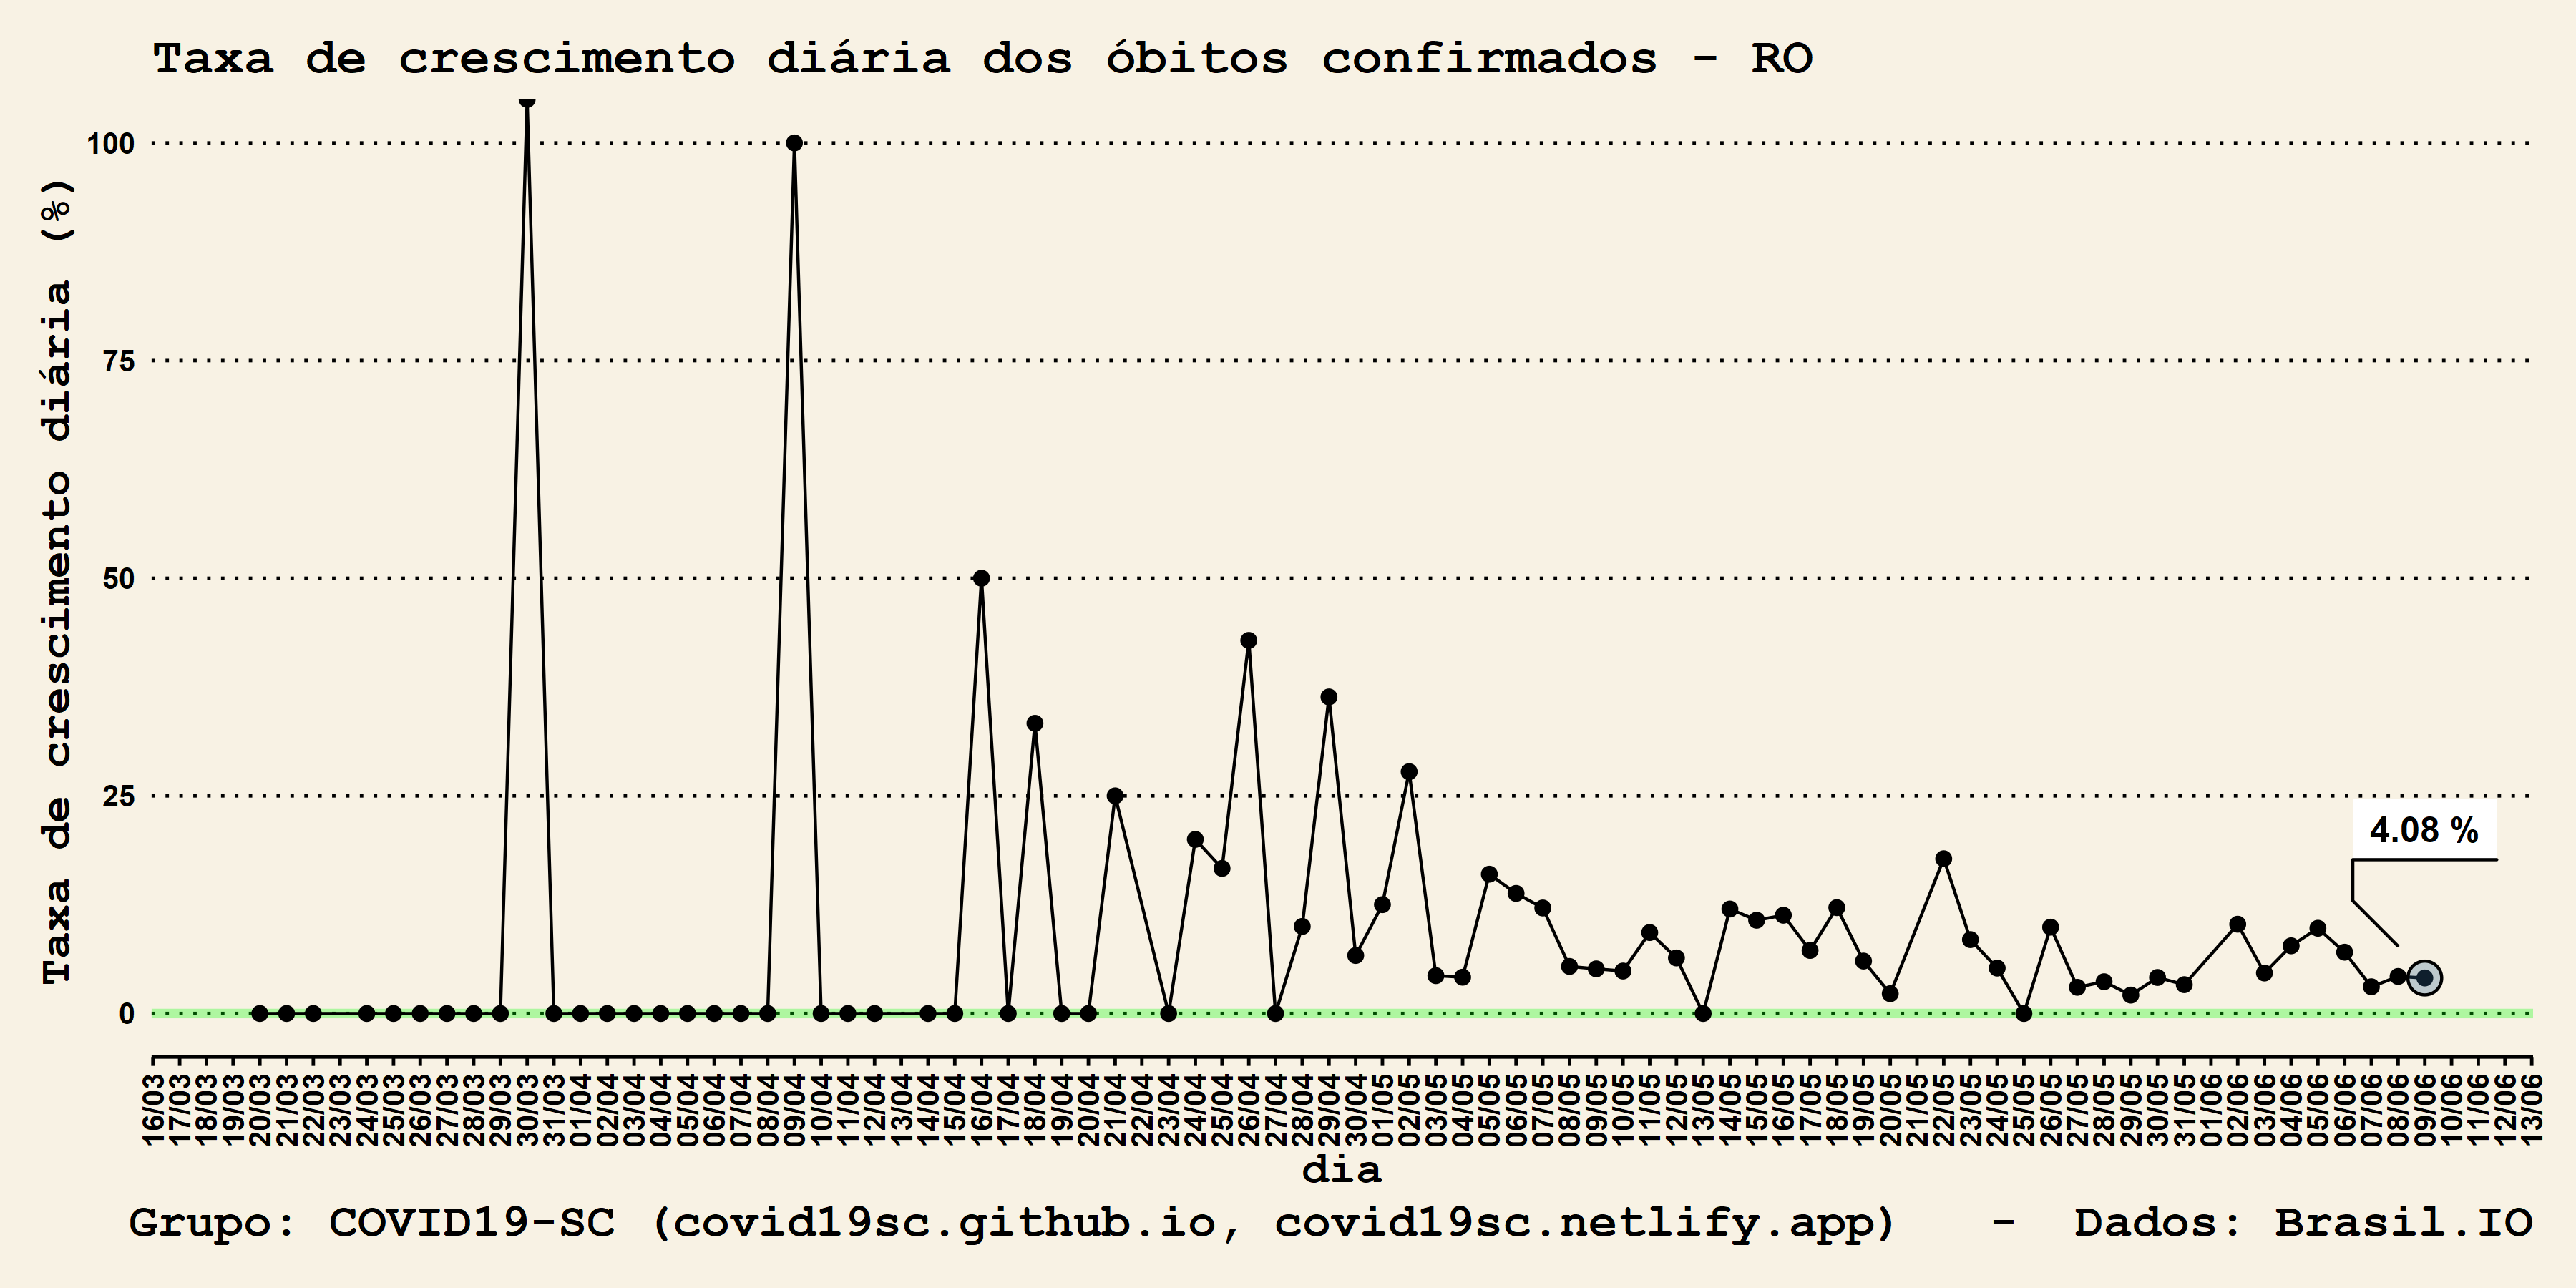 Taxa de crescimento diária dos óbitos confirmados - RO
Taxa de crescimento diária (%)
100
75
50
25
0
4.08 %
16/03 17/03 18/03 19/03 20/03 21/03 22/03 23/03 24/03 25/03 26/03 27/03 28/03 29/03 30/03 31/03 01/04 02/04 03/04 04/04 05/04 06/04 07/04 08/04 09/04 10/04 11/04 12/04 13/04 14/04 15/04 16/04 17/04 18/04 19/04 20/04 21/04 22/04 23/04 24/04 25/04 26/04 27/04 28/04 29/04 30/04 01/05 02/05 03/05 04/05 05/05 06/05 07/05 08/05 09/05 10/05 11/05 12/05 13/05 14/05 15/05 16/05 17/05 18/05 19/05 20/05 21/05 22/05 23/05 24/05 25/05 26/05 27/05 28/05 29/05 30/05 31/05 01/06 02/06 03/06 04/06 05/06 06/06 07/06 08/06 09/06 10/06 11/06 12/06 13/06
dia
Grupo: COVID19-SC (covid19sc.github.io, covid19sc.netlify.app) - Dados: Brasil.IO